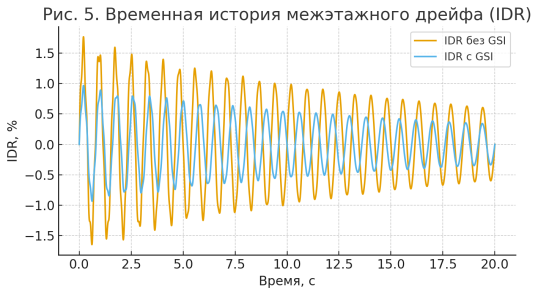 Рис. 5. Временная история межэтажного дрейфа (IDR)
IDR без GSI
IDR с GSI
IDR, %
1.5
1.0
0.5
0.0
−0.5
−1.0
−1.5
0.0 2.5 5.0 7.5 10.0 12.5 15.0 17.5 20.0
Время, с